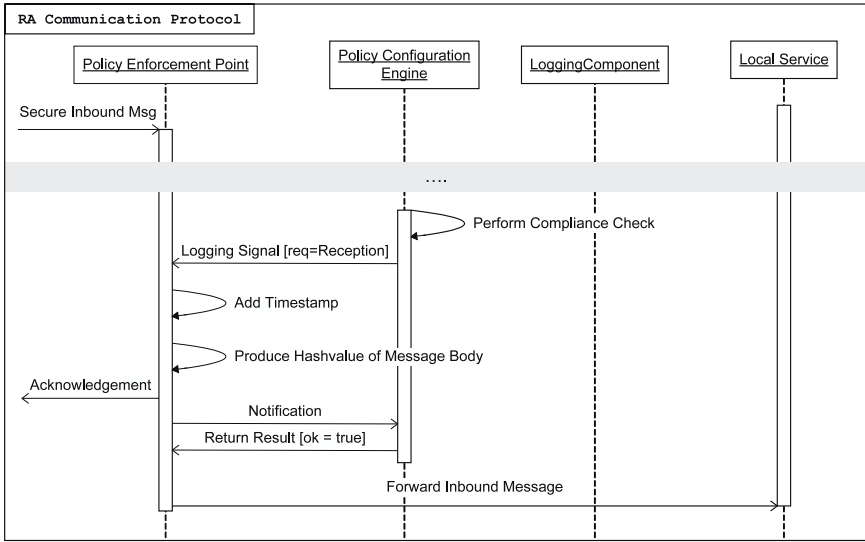 RA Communication Protocol
Policy Enforcement Point
Policy Configuration
Engine
LoggingComponent
Local Service
Secure Inbound Msg
....
Perform Compliance Check
Logging Signal [req=Reception]
Add Timestamp
Produce Hashvalue of Message Body
Acknowledgement
Notification
Return Result [ok = true]
Forward Inbound Message